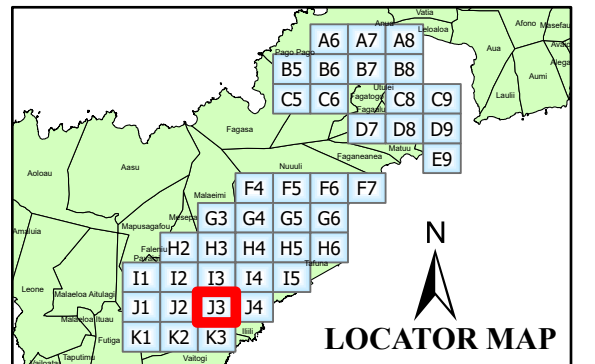 Vatia
Afono Masefau
Anua
Leloaloa
A6 A7 A8
Aua
Pago Pago
B5 B6 B7 B8
Alega
Aumi
Utulei
Fagatogo
C5 C6 C8 C9
Laulii
Fagaalu
Fagasa
D7 D8 D9
Matuu
Faganeanea
E9
Aasu
Nuuuli
Aoloau
F4 F5 F6 F7
Malaeimi
Mesepa
G3 G4 G5 G6
Mapusagafou
N
Amaluia
Faleniu
H2 H3 H4 H5 H6
Pavaiai
Tafuna
I1 I2 I3 I4 I5
Leone
Malaeloa Aitulagi
J1 J2 J3 J4
Malaeloa Ituau
Iliili
Futiga
K1 K2 K3
LOCATOR MAP
Taputimu
Vaitogi
Vailoatai